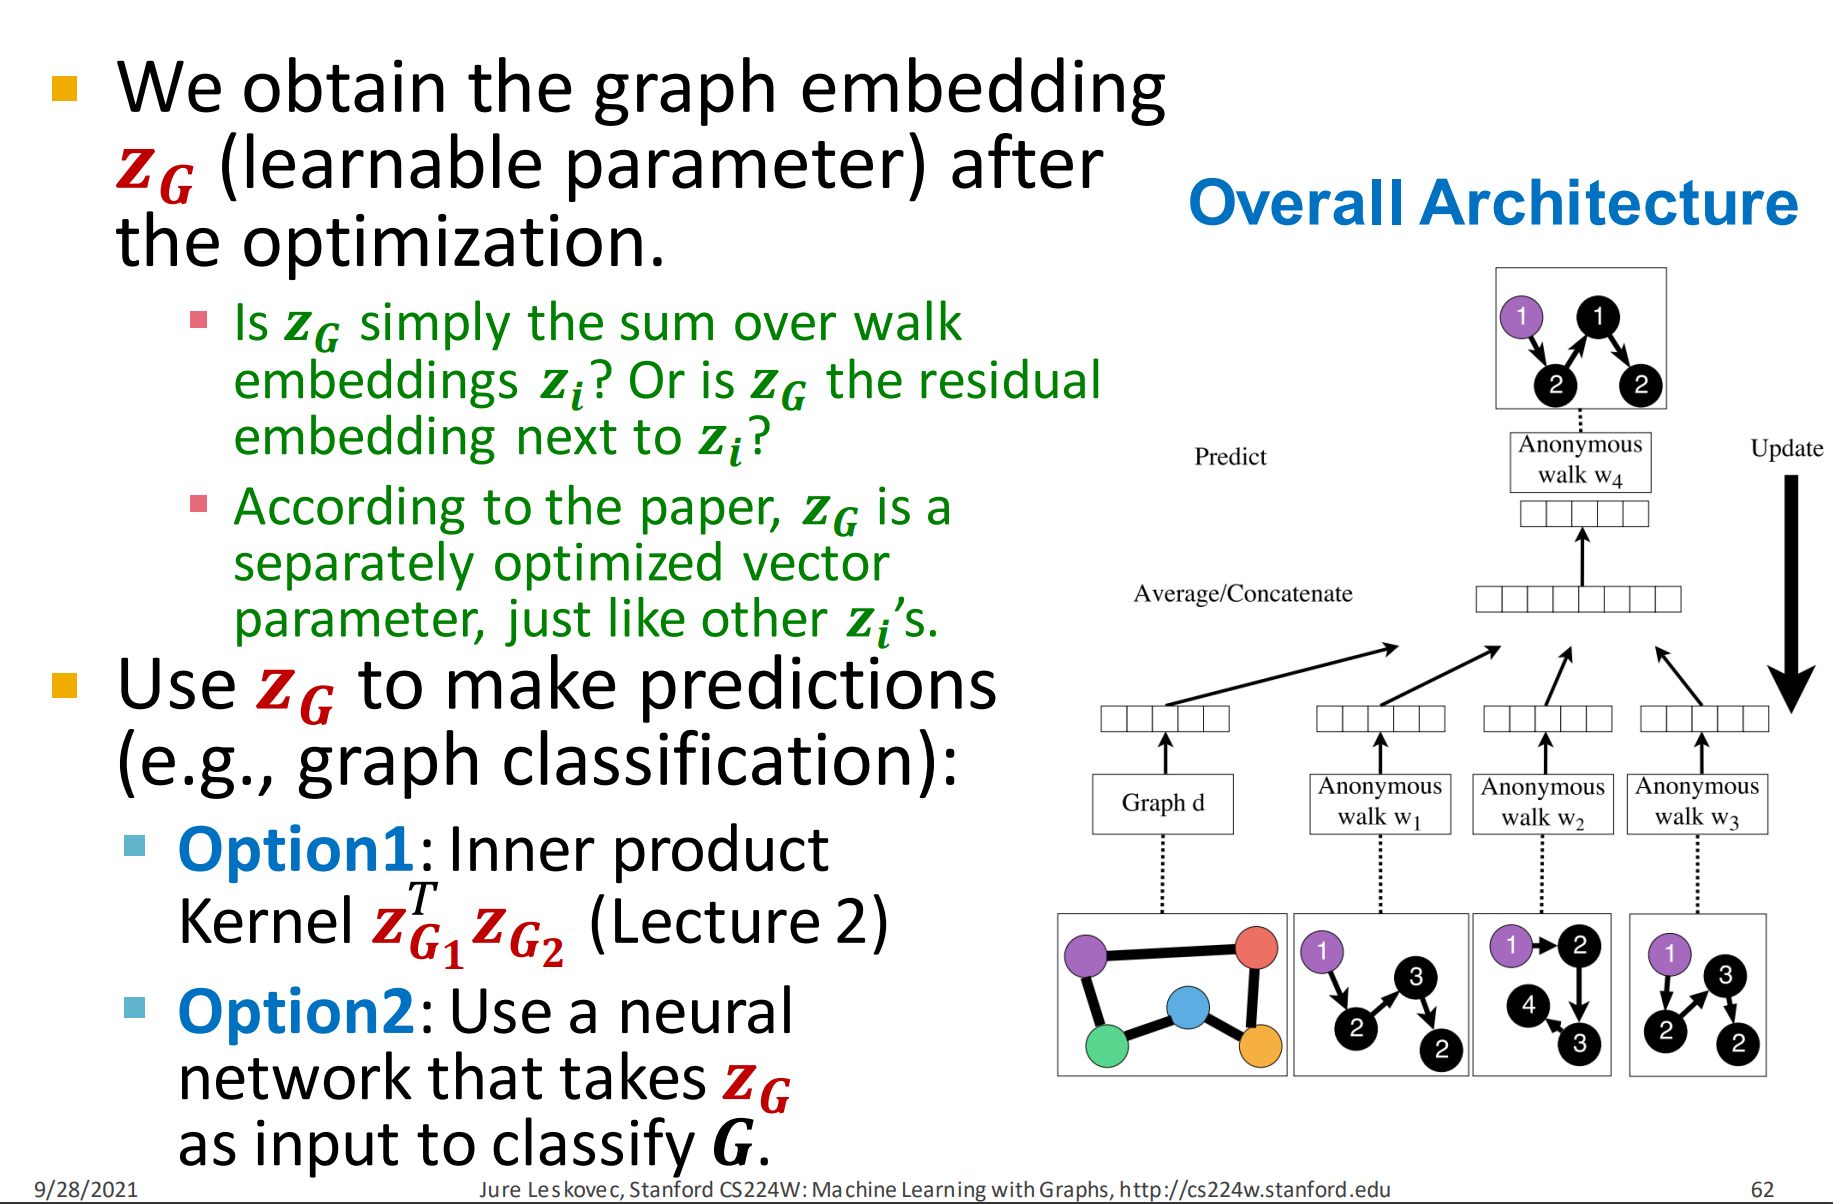 We obtain the graph embedding
z_G (learnable parameter) after
the optimization.
Is z_G simply the sum over walk
embeddings z_i? Or is z_G the residual
embedding next to z_i?
According to the paper, z_G is a
separately optimized vector
parameter, just like other z_i's.
Use z_G to make predictions
(e.g., graph classification):
Option1: Inner product
Kernel z_{G_1}^T z_{G_2} (Lecture 2)
Option2: Use a neural
network that takes z_G
as input to classify G.
Overall Architecture
1 1
2 2
Predict
Anonymous
walk w₄
Update
Average/Concatenate
Graph d
Anonymous
walk w₁
Anonymous
walk w₂
Anonymous
walk w₃
1
3
2
2
1 2
4
3
1
3
2
2
9/28/2021
Jure Leskovec, Stanford CS224W: Machine Learning with Graphs, http://cs224w.stanford.edu
62